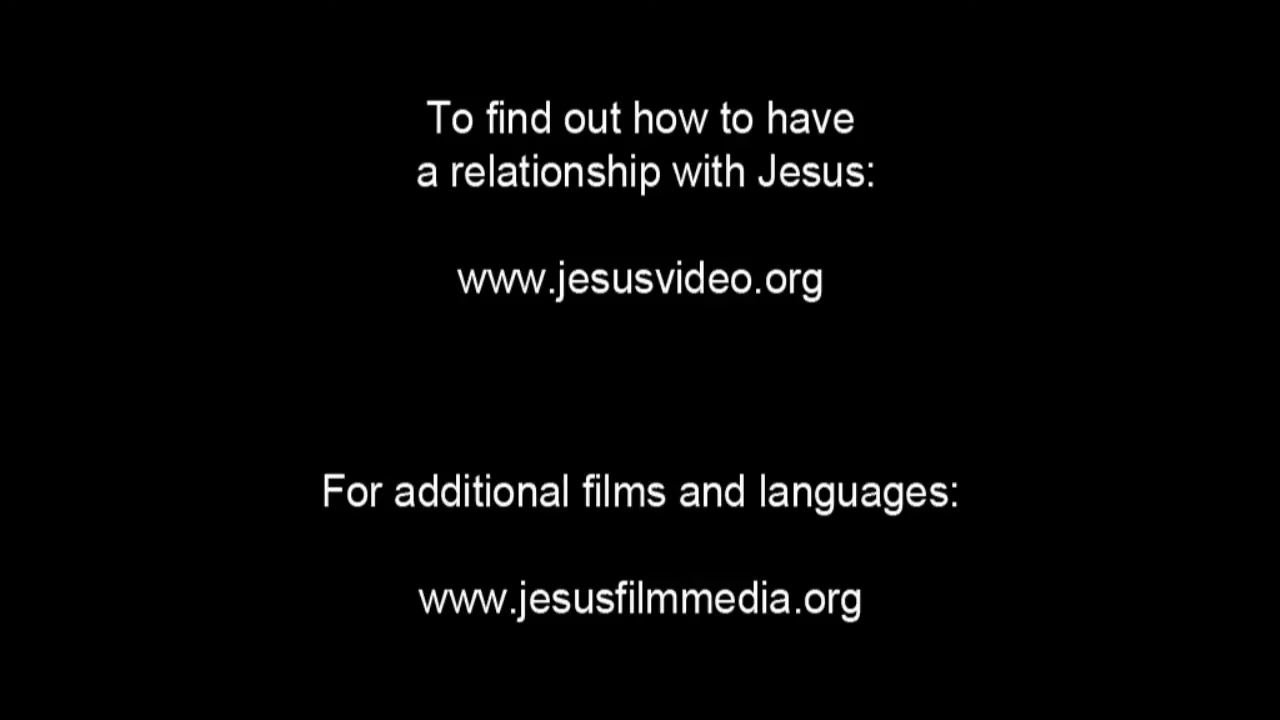 To find out how to have
a relationship with Jesus:
www.jesusvideo.org
For additional films and languages:
www.jesusfilmmedia.org